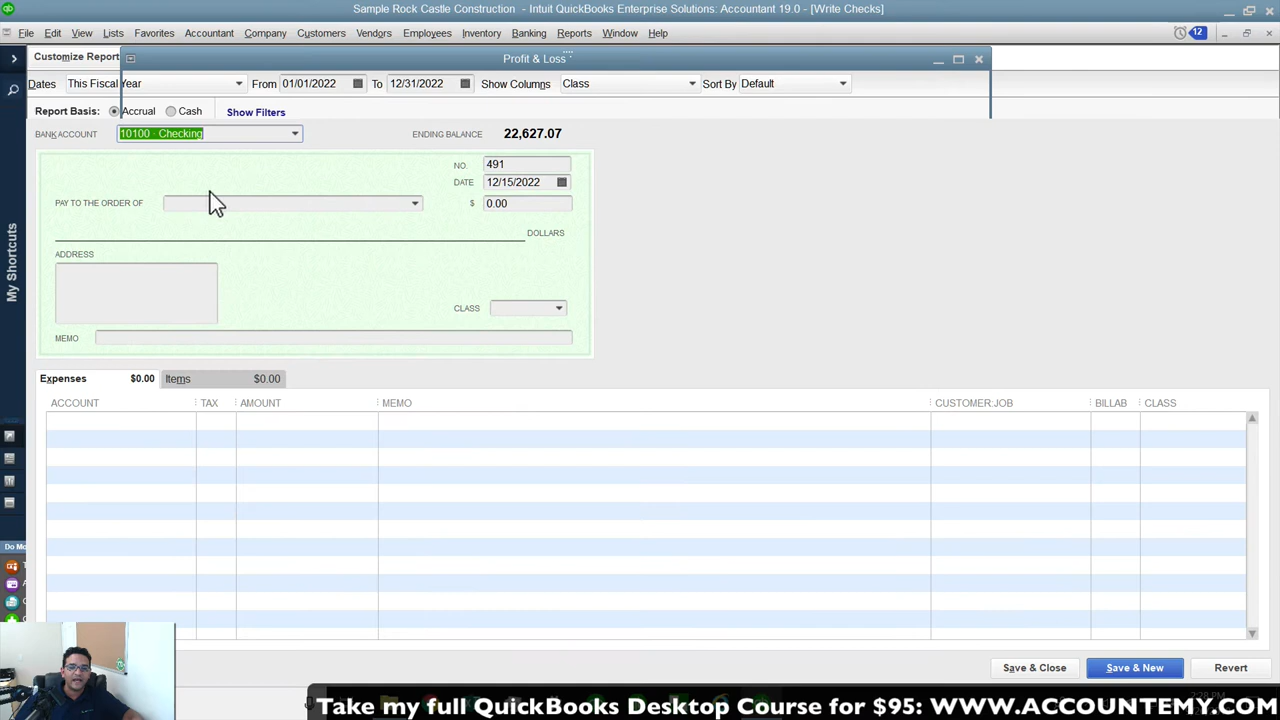 Sample Rock Castle Construction - Intuit QuickBooks Enterprise Solutions: Accountant 19.0 - [Write Checks]
File Edit View Lists Favorites Accountant Company Customers Vendors Employees Inventory Banking Reports Window Help 12
Customize Report Profit & Loss
Dates This Fiscal Year From 01/01/2022 To 12/31/2022 Show Columns Class Sort By Default
Report Basis: Accrual Cash Show Filters
BANK ACCOUNT 10100 · Checking ENDING BALANCE 22,627.07
NO. 491
DATE 12/15/2022
PAY TO THE ORDER OF $ 0.00
DOLLARS
ADDRESS
CLASS
MEMO
My Shortcuts
Expenses $0.00 Items $0.00
ACCOUNT TAX AMOUNT MEMO CUSTOMER:JOB BILLAB CLASS
Do Mo
Save & Close Save & New Revert
2:28 PM
Take my full QuickBooks Desktop Course for $95: WWW.ACCOUNTEMY.COM